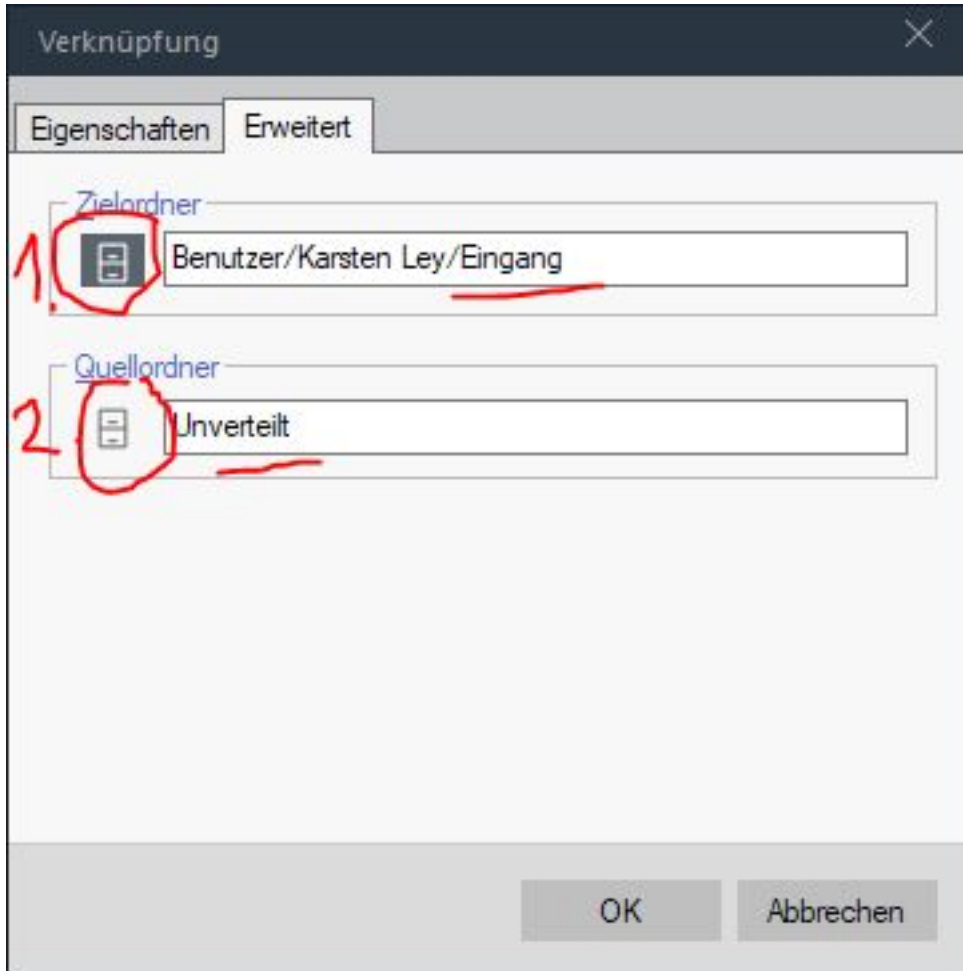 Verknüpfung
Eigenschaften Erweitert
Zielordner
1. Benutzer/Karsten Ley/Eingang
Quellordner
2. Unverteilt
OK Abbrechen